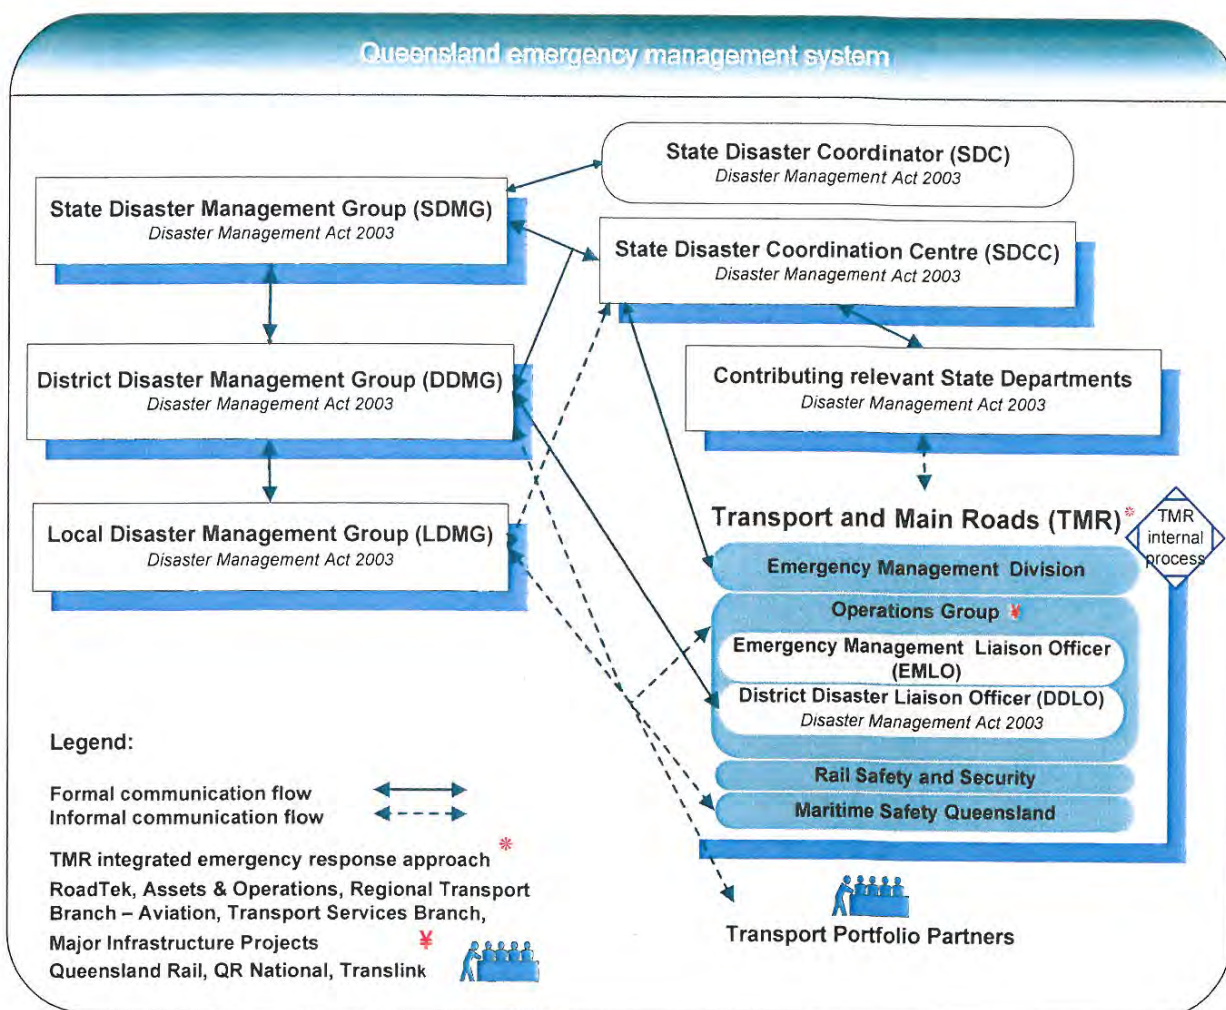 Queensland emergency management system
State Disaster Coordinator (SDC)
Disaster Management Act 2003
State Disaster Management Group (SDMG)
Disaster Management Act 2003
State Disaster Coordination Centre (SDCC)
Disaster Management Act 2003
District Disaster Management Group (DDMG)
Disaster Management Act 2003
Contributing relevant State Departments
Disaster Management Act 2003
Local Disaster Management Group (LDMG)
Disaster Management Act 2003
Transport and Main Roads (TMR)*
TMR
internal
process
Emergency Management Division
Operations Group ¥
Emergency Management Liaison Officer
(EMLO)
District Disaster Liaison Officer (DDLO)
Disaster Management Act 2003
Rail Safety and Security
Maritime Safety Queensland
Transport Portfolio Partners
Legend:
Formal communication flow
Informal communication flow
TMR integrated emergency response approach *
RoadTek, Assets & Operations, Regional Transport
Branch – Aviation, Transport Services Branch,
Major Infrastructure Projects ¥
Queensland Rail, QR National, Translink